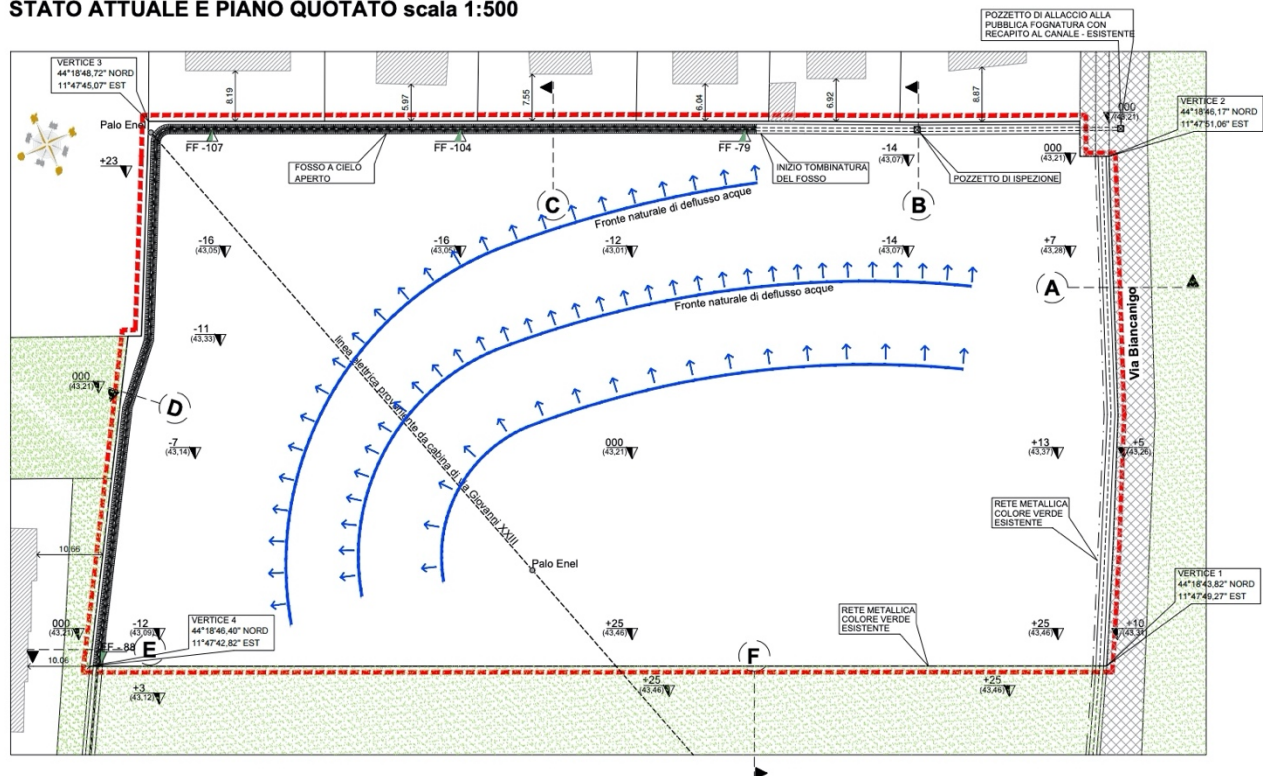 STATO ATTUALE E PIANO QUOTATO scala 1:500
POZZETTO DI ALLACCIO ALLA
PUBBLICA FOGNATURA CON
RECAPITO AL CANALE - ESISTENTE
VERTICE 3
44°18'48,72" NORD
11°47'45,07" EST
8.19
5.97
7.55
6.04
6.92
8.87
VERTICE 2
44°18'46,17" NORD
11°47'51,06" EST
000
(43,21)
Palo Enel
FF -107
FF -104
FF -79
-14
(43,07)
000
(43,21)
+23
FOSSO A CIELO
APERTO
INIZIO TOMBINATURA
DEL FOSSO
POZZETTO DI ISPEZIONE
C
B
Fronte naturale di deflusso acque
-16
(43,05)
-16
(43,05)
-12
(43,01)
-14
(43,07)
+7
(43,28)
A
Fronte naturale di deflusso acque
Via Biancanigo
-11
(43,33)
linea elettrica proveniente da cabina di via Giovanni XXIII
000
(43,21)
D
-7
(43,14)
000
(43,21)
+13
(43,37)
+5
(43,26)
RETE METALLICA
COLORE VERDE
ESISTENTE
10.66
Palo Enel
VERTICE 1
44°18'43,82" NORD
11°47'49,27" EST
RETE METALLICA
COLORE VERDE
ESISTENTE
VERTICE 4
44°18'46,40" NORD
11°47'42,82" EST
000
(43,21)
-12
(43,09)
+25
(43,46)
+25
(43,46)
+10
(43,31)
FF - 88
E
F
10.06
+3
(43,12)
+25
(43,46)
+25
(43,46)